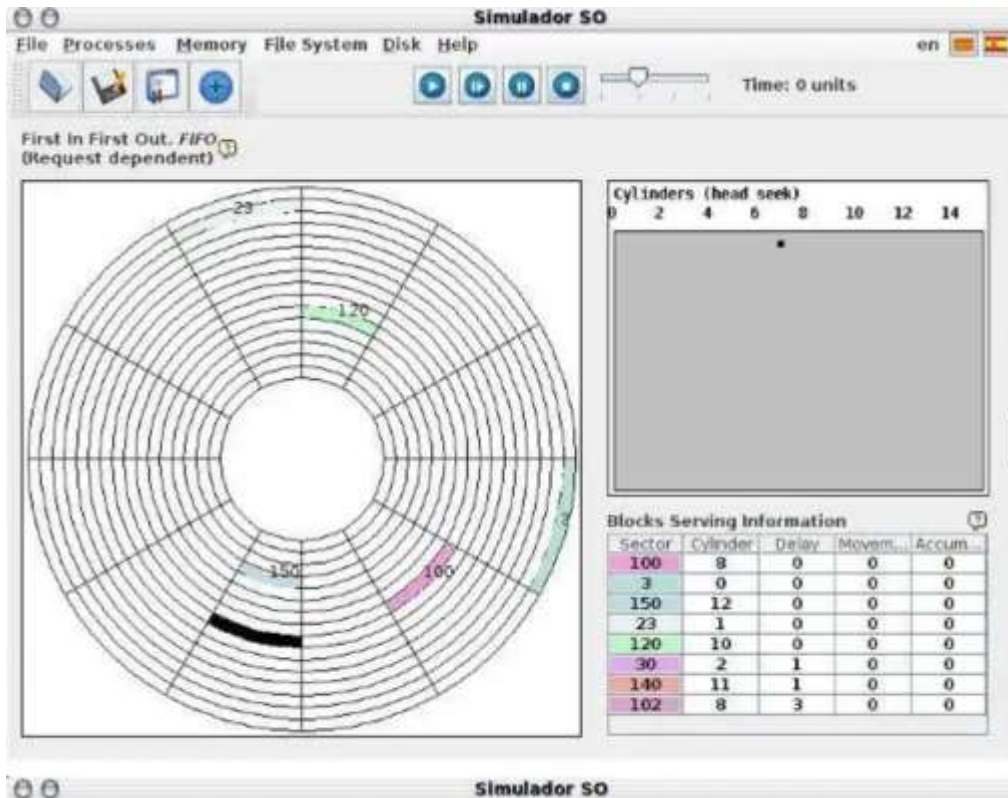 Simulador SO
File Processes Memory File System Disk Help en
Time: 0 units
First In First Out. FIFO
(Request dependent)
23
120
150
100
Cylinders (head seek)
0 2 4 6 8 10 12 14
Blocks Serving Information
Sector Cylinder Delay Movem... Accum...
100 8 0 0 0
3 0 0 0 0
150 12 0 0 0
23 1 0 0 0
120 10 0 0 0
30 2 1 0 0
140 11 1 0 0
102 8 3 0 0
Simulador SO